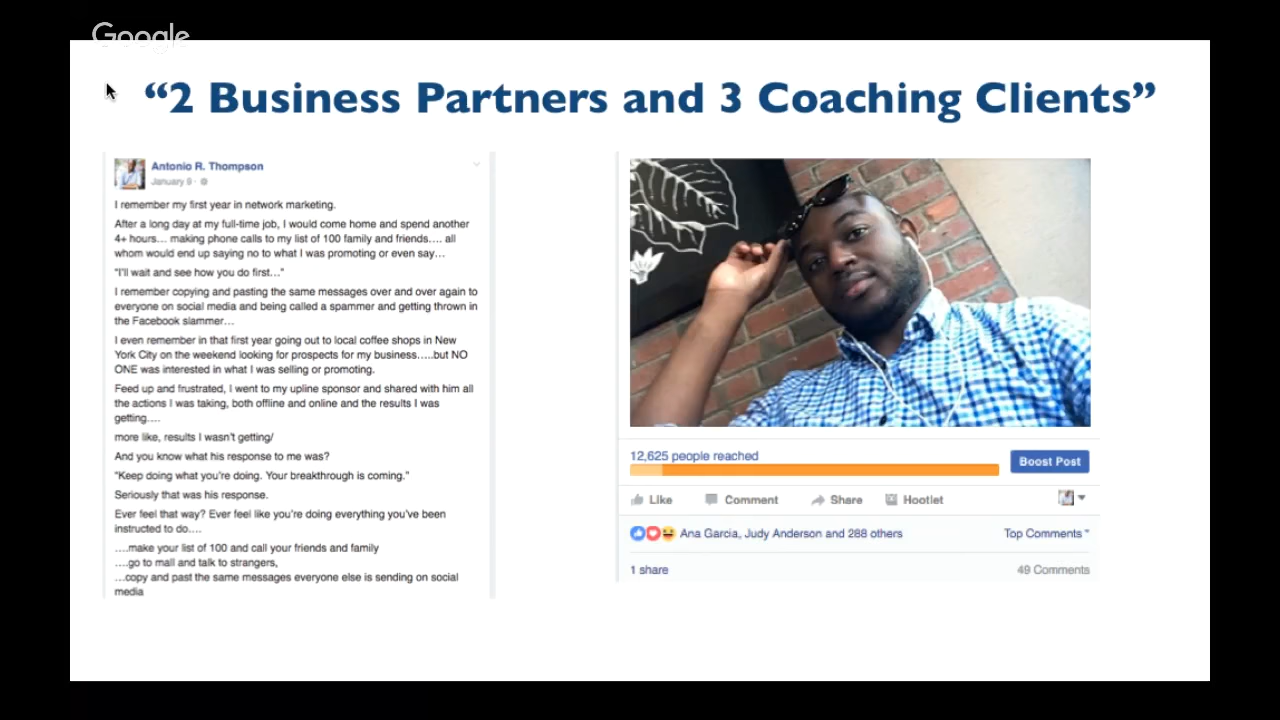 Google
“2 Business Partners and 3 Coaching Clients”
Antonio R. Thompson
January 9 ·
I remember my first year in network marketing.
After a long day at my full-time job, I would come home and spend another
4+ hours… making phone calls to my list of 100 family and friends…. all
whom would end up saying no to what I was promoting or even say…
“I’ll wait and see how you do first…”
I remember copying and pasting the same messages over and over again to
everyone on social media and being called a spammer and getting thrown in
the Facebook slammer…
I even remember in that first year going out to local coffee shops in New
York City on the weekend looking for prospects for my business…..but NO
ONE was interested in what I was selling or promoting.
Feed up and frustrated, I went to my upline sponsor and shared with him all
the actions I was taking, both offline and online and the results I was
getting….
more like, results I wasn’t getting/
And you know what his response to me was?
“Keep doing what you’re doing. Your breakthrough is coming.”
Seriously that was his response.
Ever feel that way? Ever feel like you’re doing everything you’ve been
instructed to do….
….make your list of 100 and call your friends and family
….go to mall and talk to strangers,
…copy and past the same messages everyone else is sending on social
media
12,625 people reached
Boost Post
Like Comment Share Hootlet
Ana Garcia, Judy Anderson and 288 others
Top Comments
1 share
49 Comments